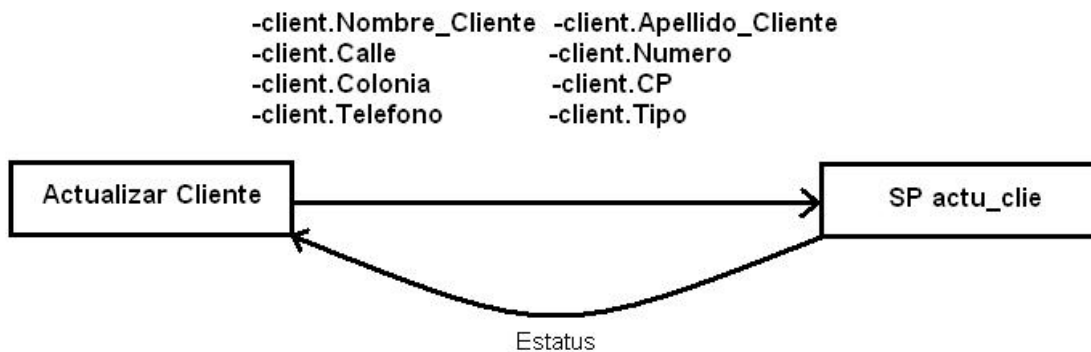 -client.Nombre_Cliente -client.Apellido_Cliente
-client.Calle -client.Numero
-client.Colonia -client.CP
-client.Telefono -client.Tipo
Actualizar Cliente SP actu_clie
Estatus